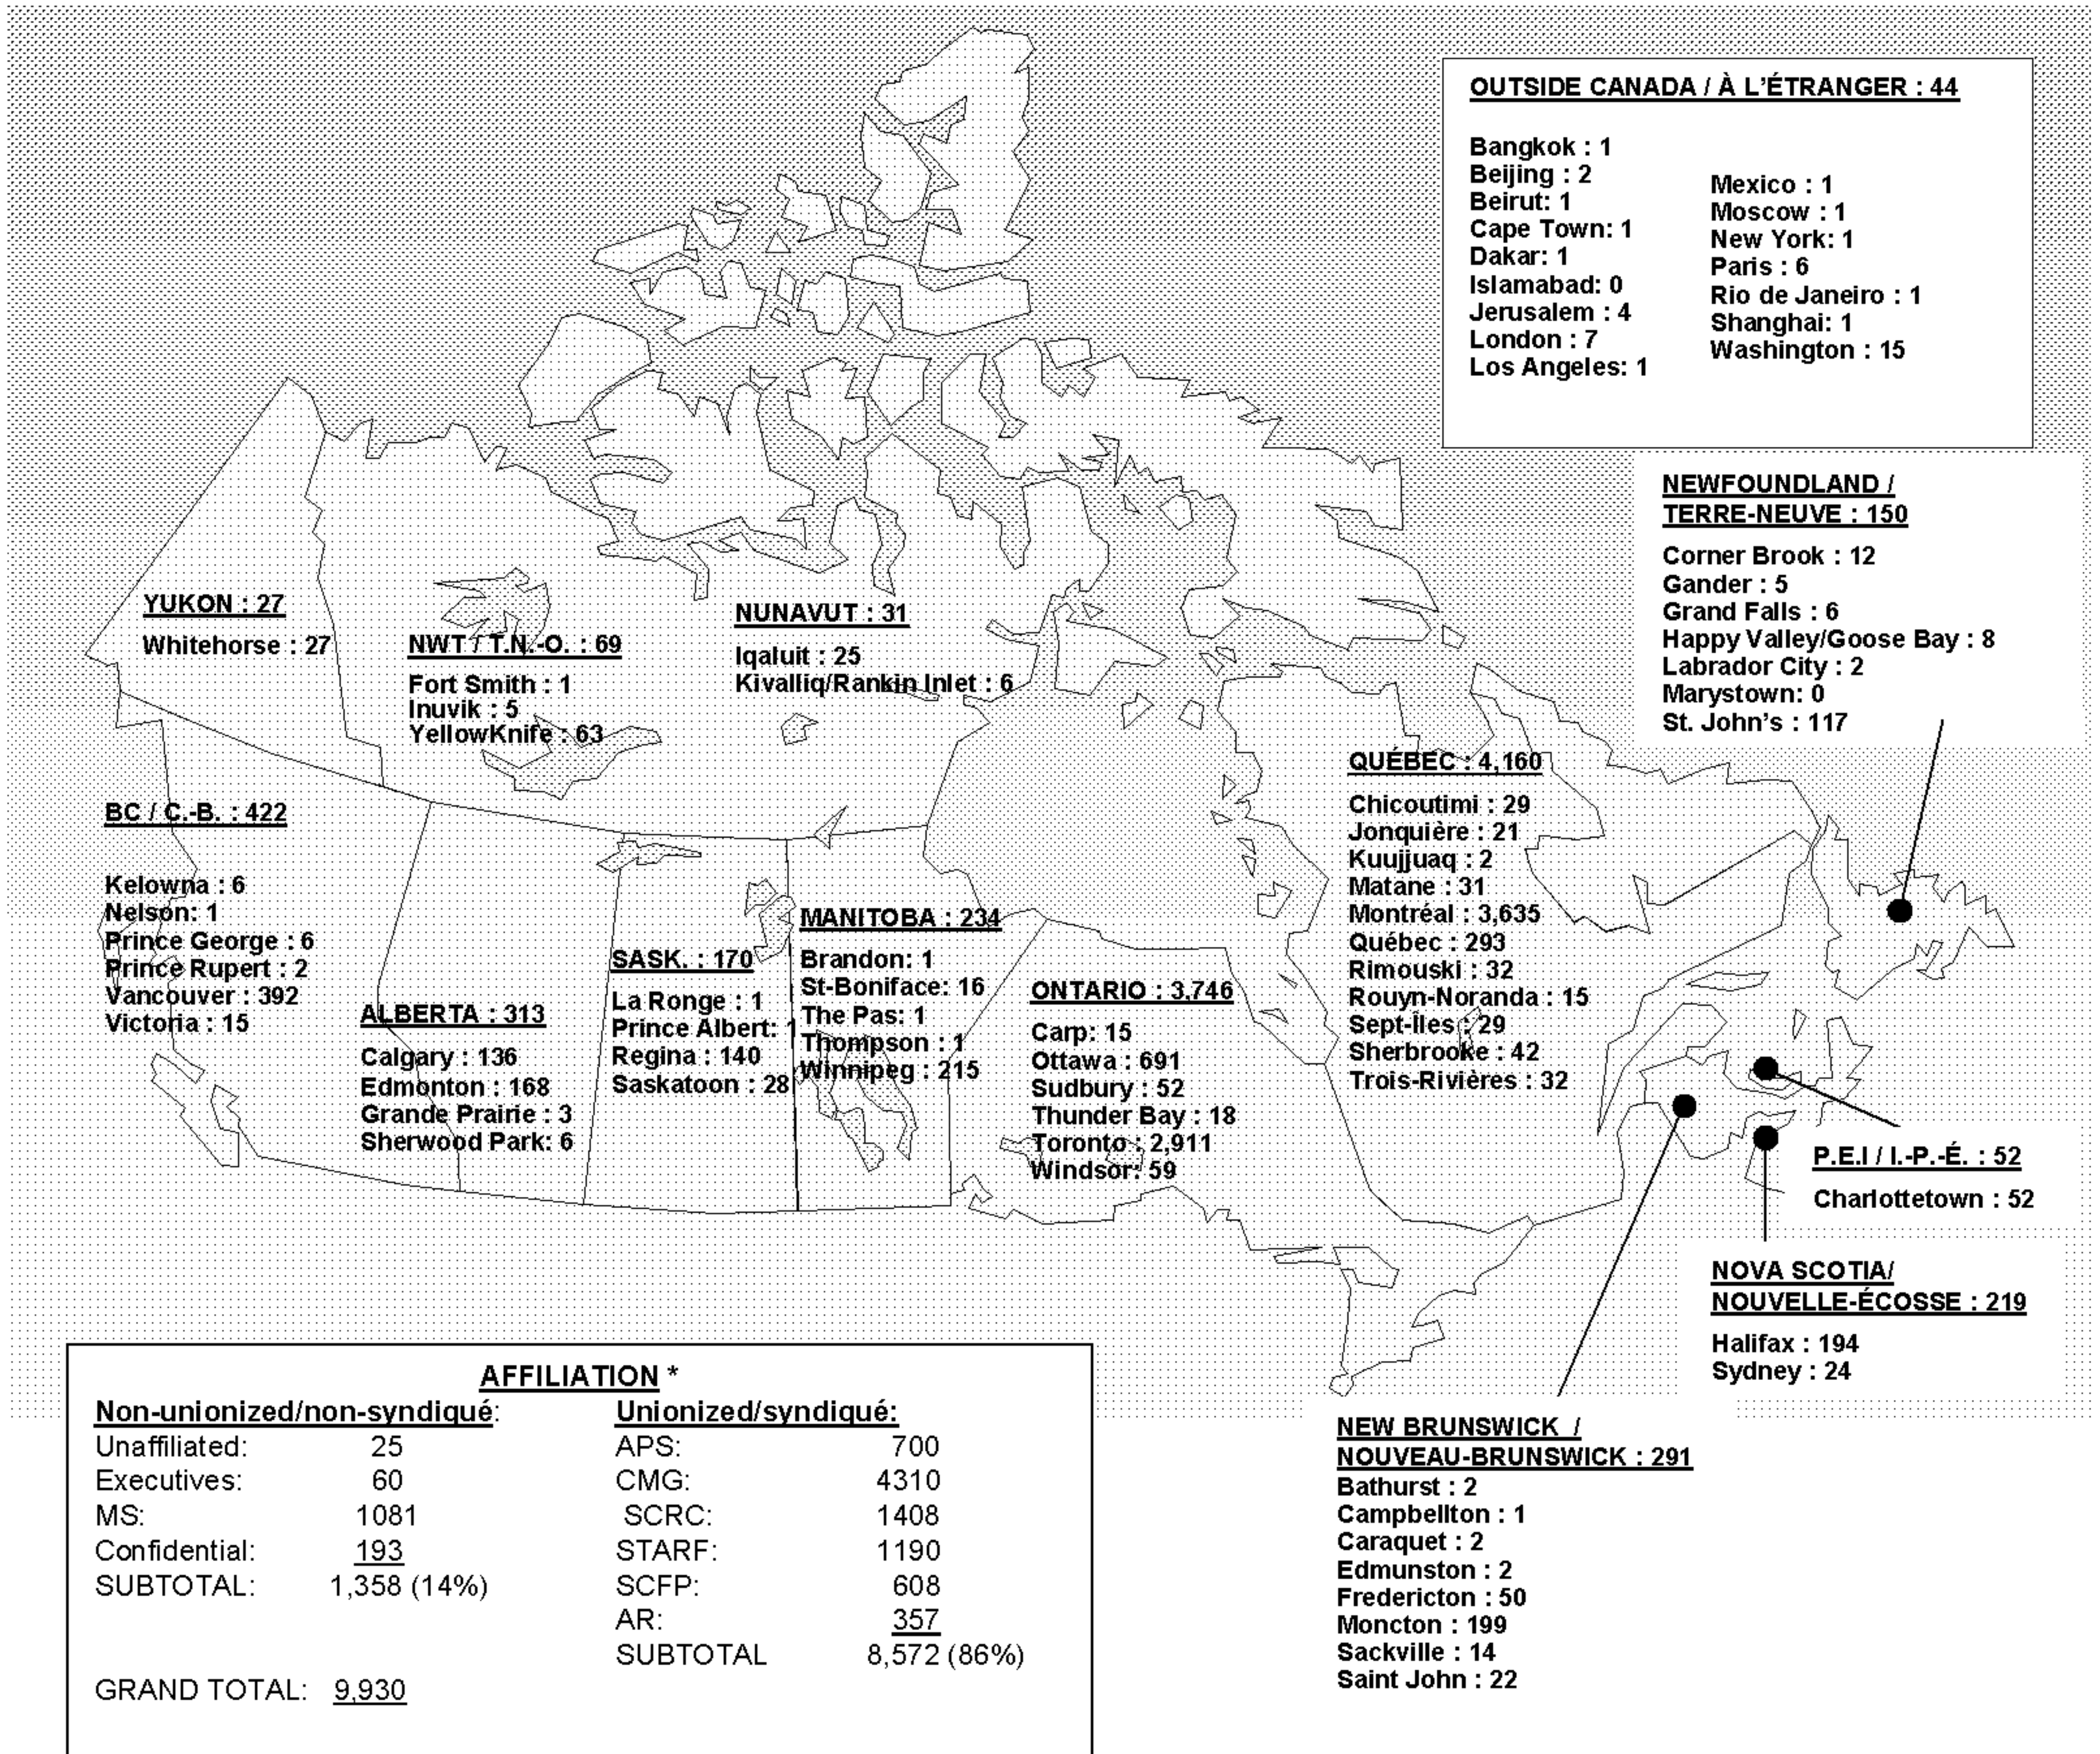 OUTSIDE CANADA / À L'ÉTRANGER : 44
Bangkok : 1
Beijing : 2
Beirut: 1
Cape Town: 1
Dakar: 1
Islamabad: 0
Jerusalem : 4
London : 7
Los Angeles: 1
Mexico : 1
Moscow : 1
New York: 1
Paris : 6
Rio de Janeiro : 1
Shanghai: 1
Washington : 15
NEWFOUNDLAND /
TERRE-NEUVE : 150
Corner Brook : 12
Gander : 5
Grand Falls : 6
Happy Valley/Goose Bay : 8
Labrador City : 2
Marystown: 0
St. John's : 117
YUKON : 27
Whitehorse : 27
NWT / T.N.-O. : 69
Fort Smith : 1
Inuvik : 5
YellowKnife : 63
NUNAVUT : 31
Iqaluit : 25
Kivalliq/Rankin Inlet : 6
BC / C.-B. : 422
Kelowna : 6
Nelson: 1
Prince George : 6
Prince Rupert : 2
Vancouver : 392
Victoria : 15
ALBERTA : 313
Calgary : 136
Edmonton : 168
Grande Prairie : 3
Sherwood Park: 6
SASK. : 170
La Ronge : 1
Prince Albert: 1
Regina : 140
Saskatoon : 28
MANITOBA : 234
Brandon: 1
St-Boniface: 16
The Pas: 1
Thompson : 1
Winnipeg : 215
ONTARIO : 3,746
Carp: 15
Ottawa : 691
Sudbury : 52
Thunder Bay : 18
Toronto : 2,911
Windsor: 59
QUÉBEC : 4,160
Chicoutimi : 29
Jonquière : 21
Kuujjuaq : 2
Matane : 31
Montréal : 3,635
Québec : 293
Rimouski : 32
Rouyn-Noranda : 15
Sept-Îles : 29
Sherbrooke : 42
Trois-Rivières : 32
P.E.I / I.-P.-É. : 52
Charlottetown : 52
NOVA SCOTIA/
NOUVELLE-ÉCOSSE : 219
Halifax : 194
Sydney : 24
NEW BRUNSWICK /
NOUVEAU-BRUNSWICK : 291
Bathurst : 2
Campbellton : 1
Caraquet : 2
Edmunston : 2
Fredericton : 50
Moncton : 199
Sackville : 14
Saint John : 22
AFFILIATION *
Non-unionized/non-syndiqué:
Unaffiliated: 25
Executives: 60
MS: 1081
Confidential: 193
SUBTOTAL: 1,358 (14%)
Unionized/syndiqué:
APS: 700
CMG: 4310
SCRC: 1408
STARF: 1190
SCFP: 608
AR: 357
SUBTOTAL 8,572 (86%)
GRAND TOTAL: 9,930